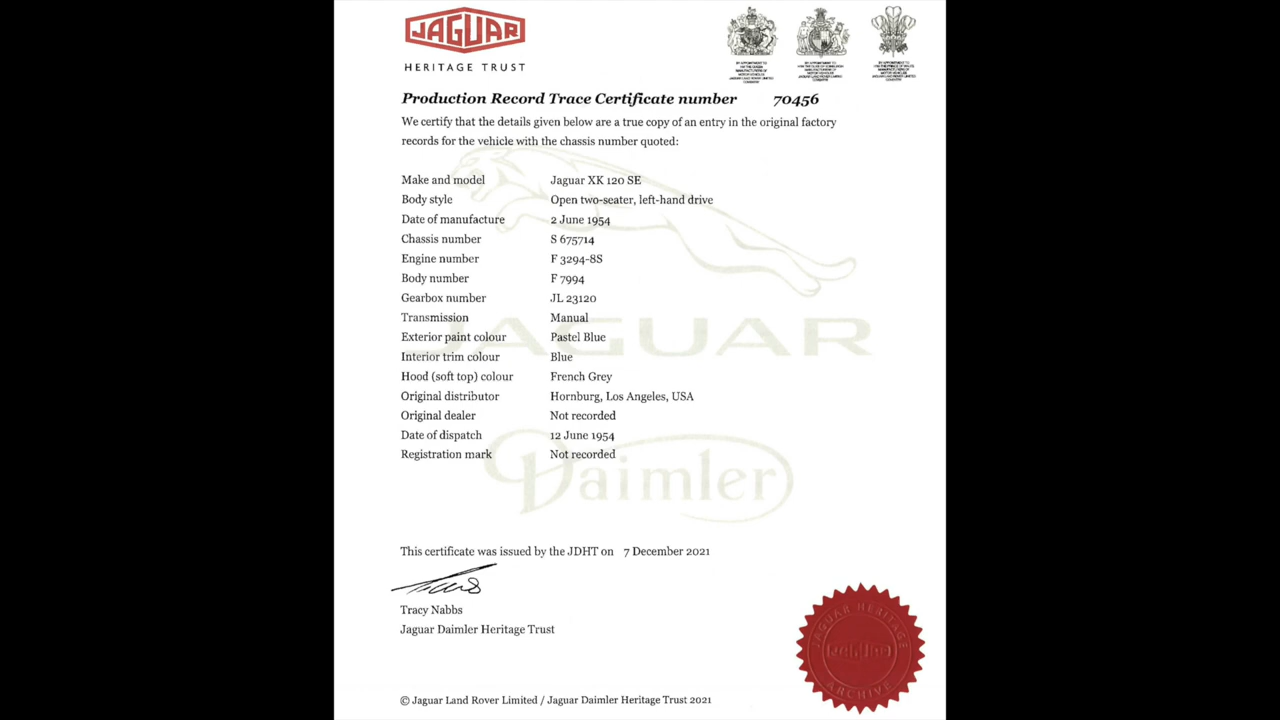 JAGUAR
HERITAGE TRUST
Production Record Trace Certificate number 70456
We certify that the details given below are a true copy of an entry in the original factory
records for the vehicle with the chassis number quoted:
Make and model Jaguar XK 120 SE
Body style Open two-seater, left-hand drive
Date of manufacture 2 June 1954
Chassis number S 675714
Engine number F 3294-8S
Body number F 7994
Gearbox number JL 23120
Transmission Manual
Exterior paint colour Pastel Blue
Interior trim colour Blue
Hood (soft top) colour French Grey
Original distributor Hornburg, Los Angeles, USA
Original dealer Not recorded
Date of dispatch 12 June 1954
Registration mark Not recorded
JAGUAR
Daimler
This certificate was issued by the JDHT on 7 December 2021
Tracy Nabbs
Jaguar Daimler Heritage Trust
JAGUAR HERITAGE
JAGUAR
ARCHIVE
© Jaguar Land Rover Limited / Jaguar Daimler Heritage Trust 2021